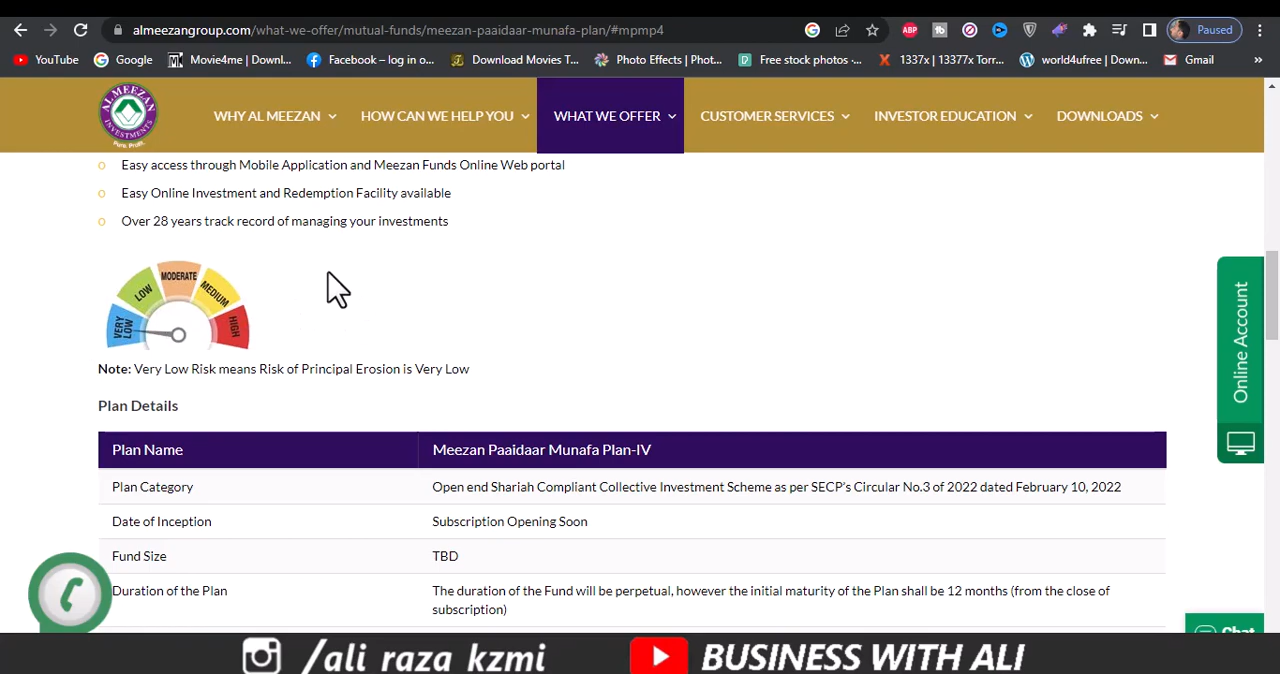 almeezangroup.com/what-we-offer/mutual-funds/meezan-paaidaar-munafa-plan/#mpmp4
ABP
Paused
YouTube
Google
Movie4me | Downl...
Facebook – log in o...
Download Movies T...
Photo Effects | Phot...
Free stock photos -...
1337x | 13377x Torr...
world4ufree | Down...
Gmail
»
AL MEEZAN
INVESTMENTS
WHY AL MEEZAN
HOW CAN WE HELP YOU
WHAT WE OFFER
CUSTOMER SERVICES
INVESTOR EDUCATION
DOWNLOADS
Easy access through Mobile Application and Meezan Funds Online Web portal
Easy Online Investment and Redemption Facility available
Over 28 years track record of managing your investments
VERY LOW
LOW
MODERATE
MEDIUM
HIGH
Note: Very Low Risk means Risk of Principal Erosion is Very Low
Plan Details
Plan Name
Meezan Paaidaar Munafa Plan-IV
Plan Category
Open end Shariah Compliant Collective Investment Scheme as per SECP's Circular No.3 of 2022 dated February 10, 2022
Date of Inception
Subscription Opening Soon
Fund Size
TBD
Duration of the Plan
The duration of the Fund will be perpetual, however the initial maturity of the Plan shall be 12 months (from the close of
subscription)
Online Account
Chat
/ali raza kzmi
BUSINESS WITH ALI